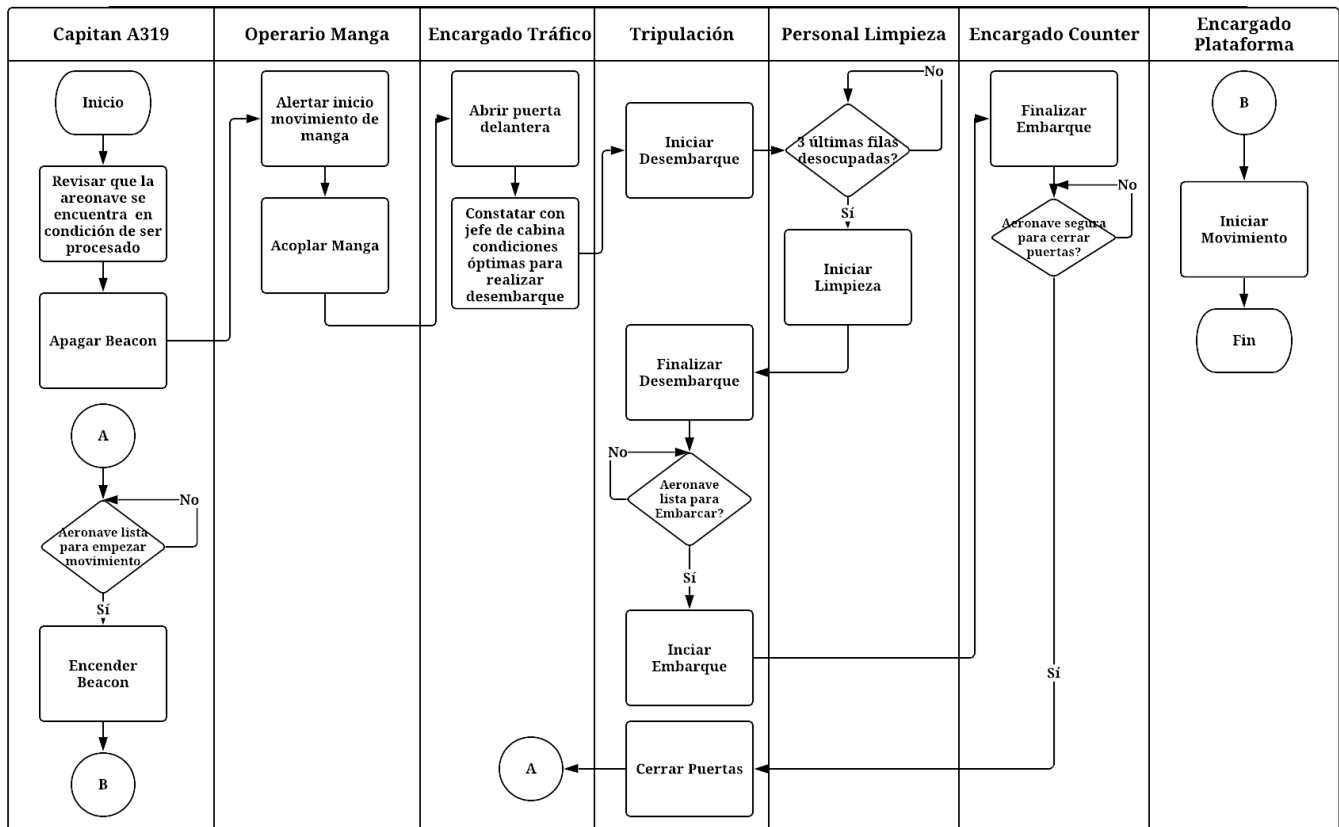 Capitan A319
Operario Manga
Encargado Tráfico
Tripulación
Personal Limpieza
Encargado Counter
Encargado
Plataforma
Inicio
Revisar que la
areonave se
encuentra en
condición de ser
procesado
Apagar Beacon
A
No
Aeronave lista
para empezar
movimiento
Sí
Encender
Beacon
B
Alertar inicio
movimiento de
manga
Acoplar Manga
Abrir puerta
delantera
Constatar con
jefe de cabina
condiciones
óptimas para
realizar
desembarque
A
Iniciar
Desembarque
Finalizar
Desembarque
No
Aeronave
lista para
Embarcar?
Sí
Inciar
Embarque
Cerrar Puertas
No
3 últimas filas
desocupadas?
Sí
Iniciar
Limpieza
Finalizar
Embarque
No
Aeronave segura
para cerrar
puertas?
Sí
B
Iniciar
Movimiento
Fin